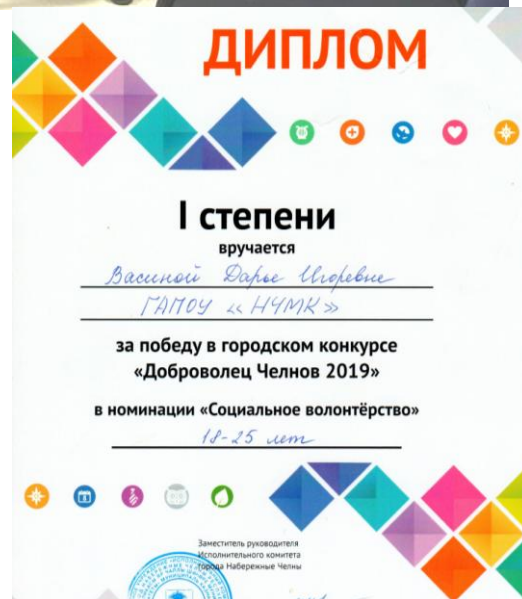 ДИПЛОМ
I степени
вручается
Васиной Дарье Игоревне
ГАПОУ «НЧМК»
за победу в городском конкурсе
«Доброволец Челнов 2019»
в номинации «Социальное волонтёрство»
18-25 лет
Заместитель руководителя
Исполнительного комитета
города Набережные Челны